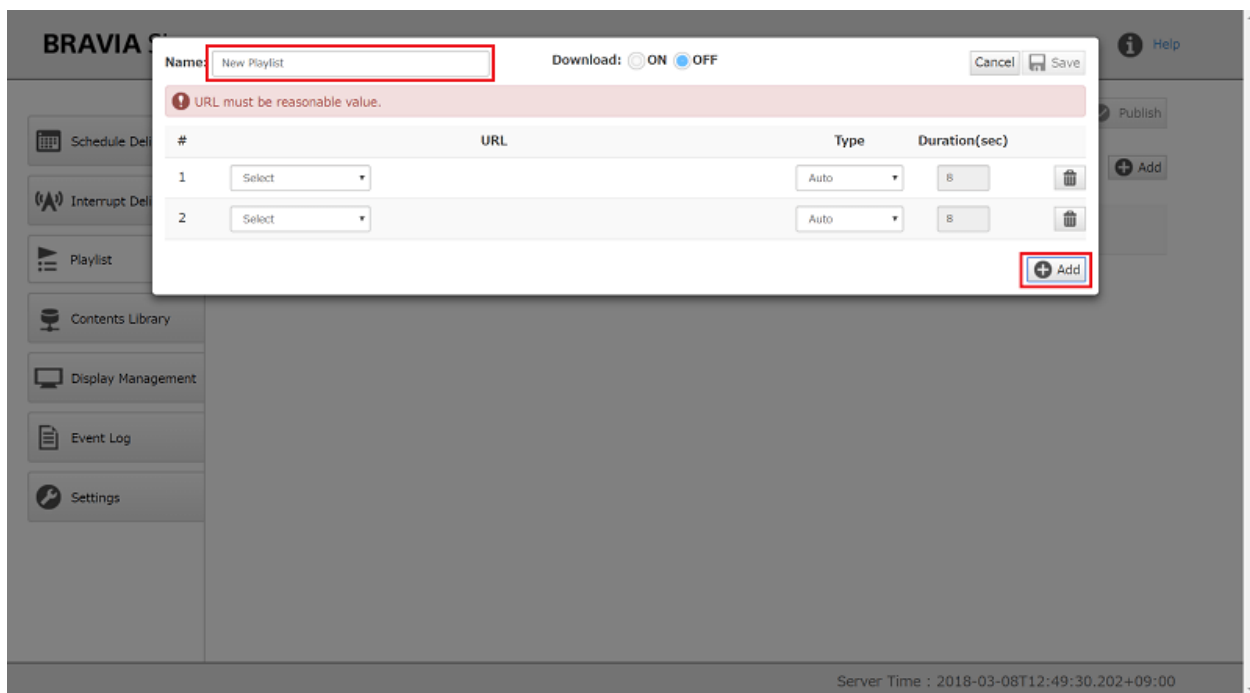 BRAVIA
Help
Name: New Playlist
Download: ON OFF
Cancel Save
URL must be reasonable value.
# URL Type Duration(sec)
1 Select Auto 8
2 Select Auto 8
Add
Publish
Add
Schedule Deli
Interrupt Deli
Playlist
Contents Library
Display Management
Event Log
Settings
Server Time : 2018-03-08T12:49:30.202+09:00